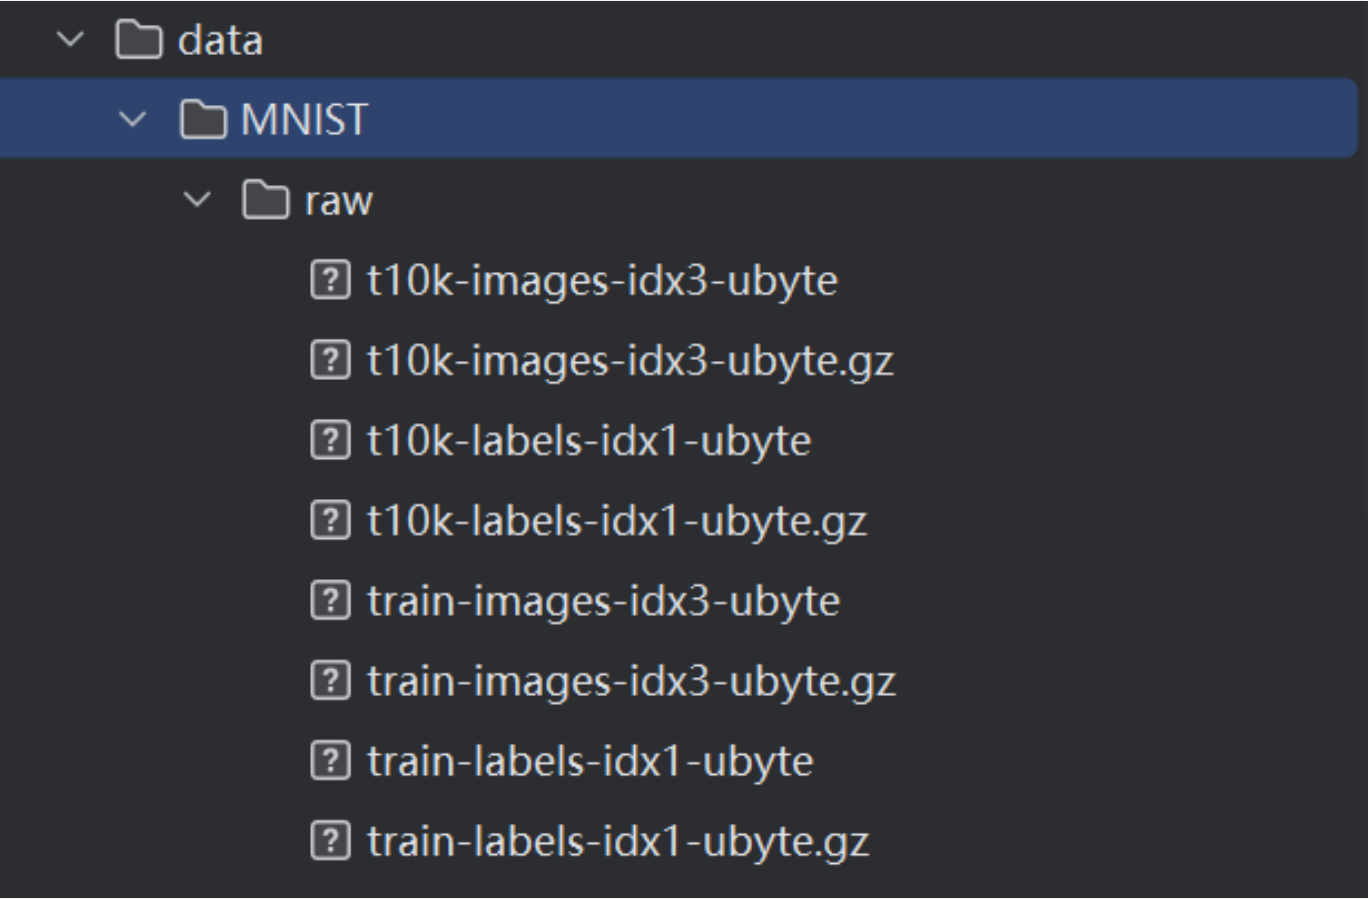 data
MNIST
raw
t10k-images-idx3-ubyte
t10k-images-idx3-ubyte.gz
t10k-labels-idx1-ubyte
t10k-labels-idx1-ubyte.gz
train-images-idx3-ubyte
train-images-idx3-ubyte.gz
train-labels-idx1-ubyte
train-labels-idx1-ubyte.gz